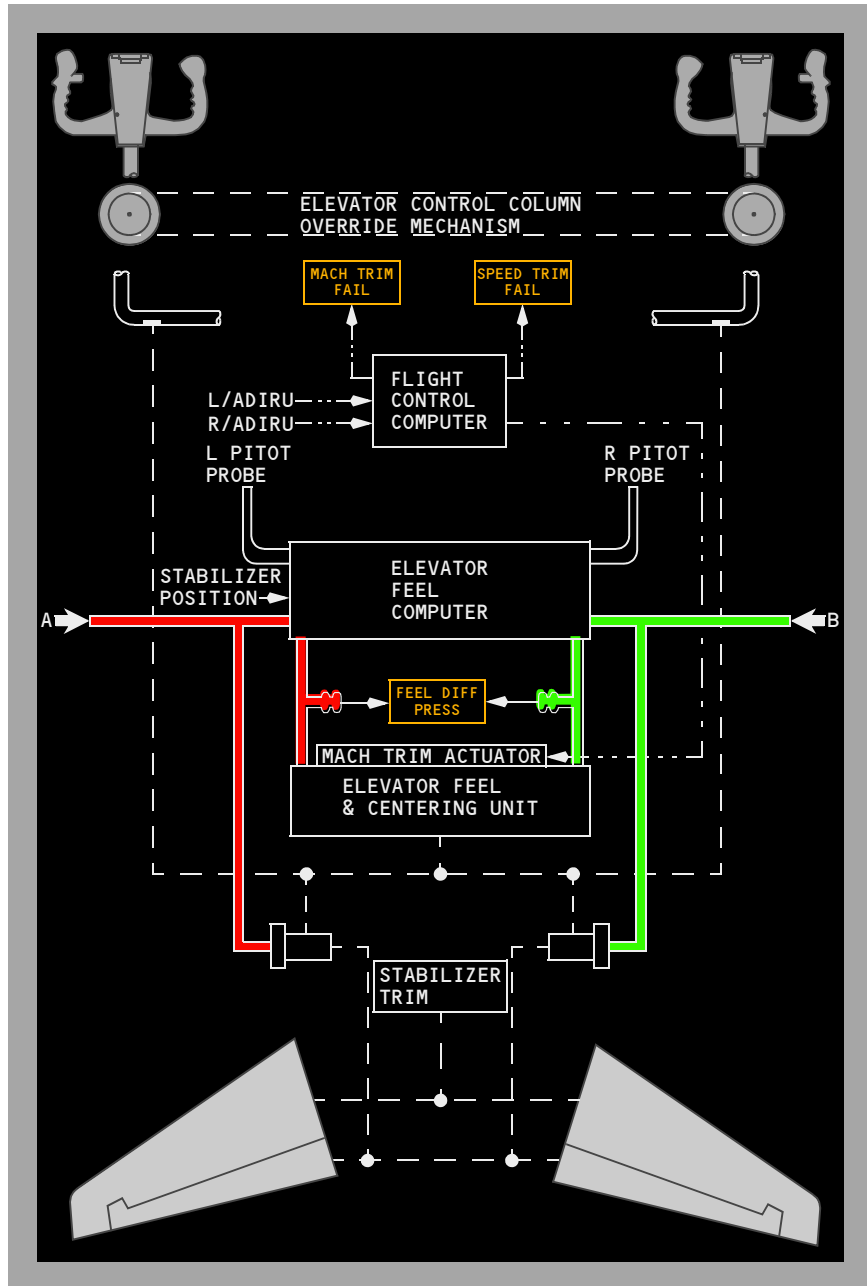 ELEVATOR CONTROL COLUMN
OVERRIDE MECHANISM
MACH TRIM
FAIL
SPEED TRIM
FAIL
FLIGHT
CONTROL
COMPUTER
L/ADIRU
R/ADIRU
L PITOT
PROBE
R PITOT
PROBE
ELEVATOR
FEEL
COMPUTER
STABILIZER
POSITION
A
B
FEEL DIFF
PRESS
MACH TRIM ACTUATOR
ELEVATOR FEEL
& CENTERING UNIT
STABILIZER
TRIM